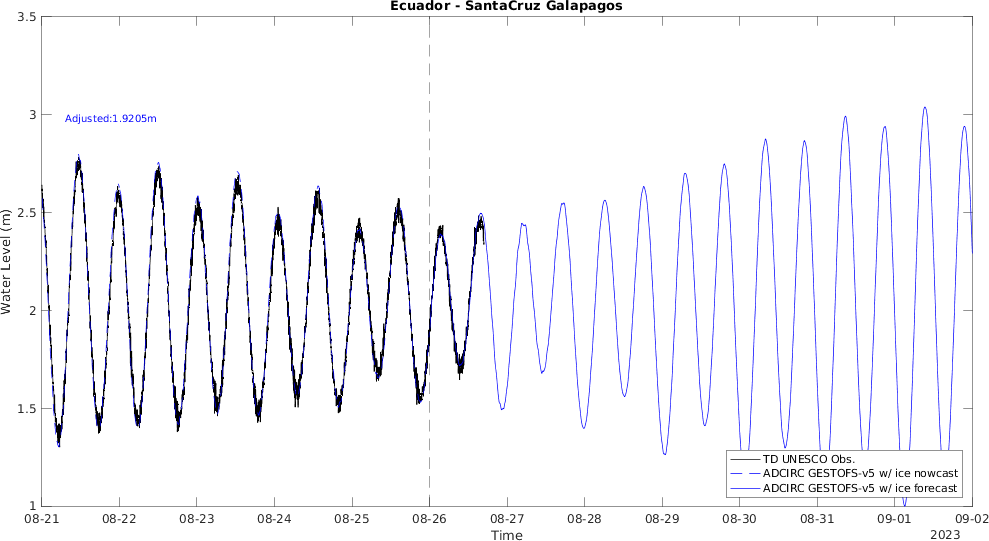 Ecuador - SantaCruz Galapagos
3.5
3
2.5
2
1.5
1
Water Level (m)
Adjusted:1.9205m
TD UNESCO Obs.
ADCIRC GESTOFS-v5 w/ ice nowcast
ADCIRC GESTOFS-v5 w/ ice forecast
08-21 08-22 08-23 08-24 08-25 08-26 08-27 08-28 08-29 08-30 08-31 09-01 09-02
Time
2023